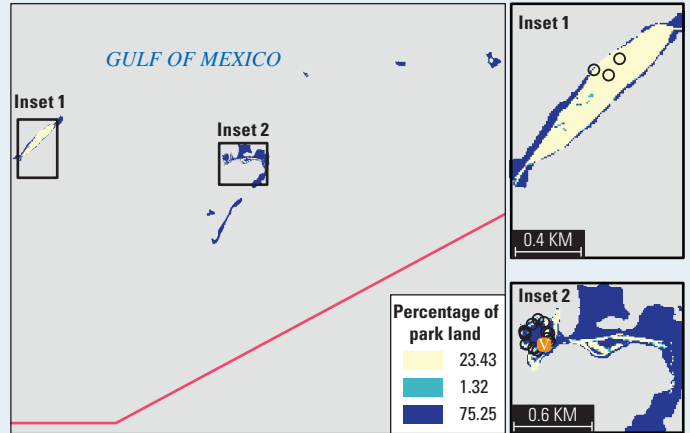 GULF OF MEXICO
Inset 1
Inset 2
Percentage of
park land
23.43
1.32
75.25
Inset 1
0.4 KM
Inset 2
V
0.6 KM